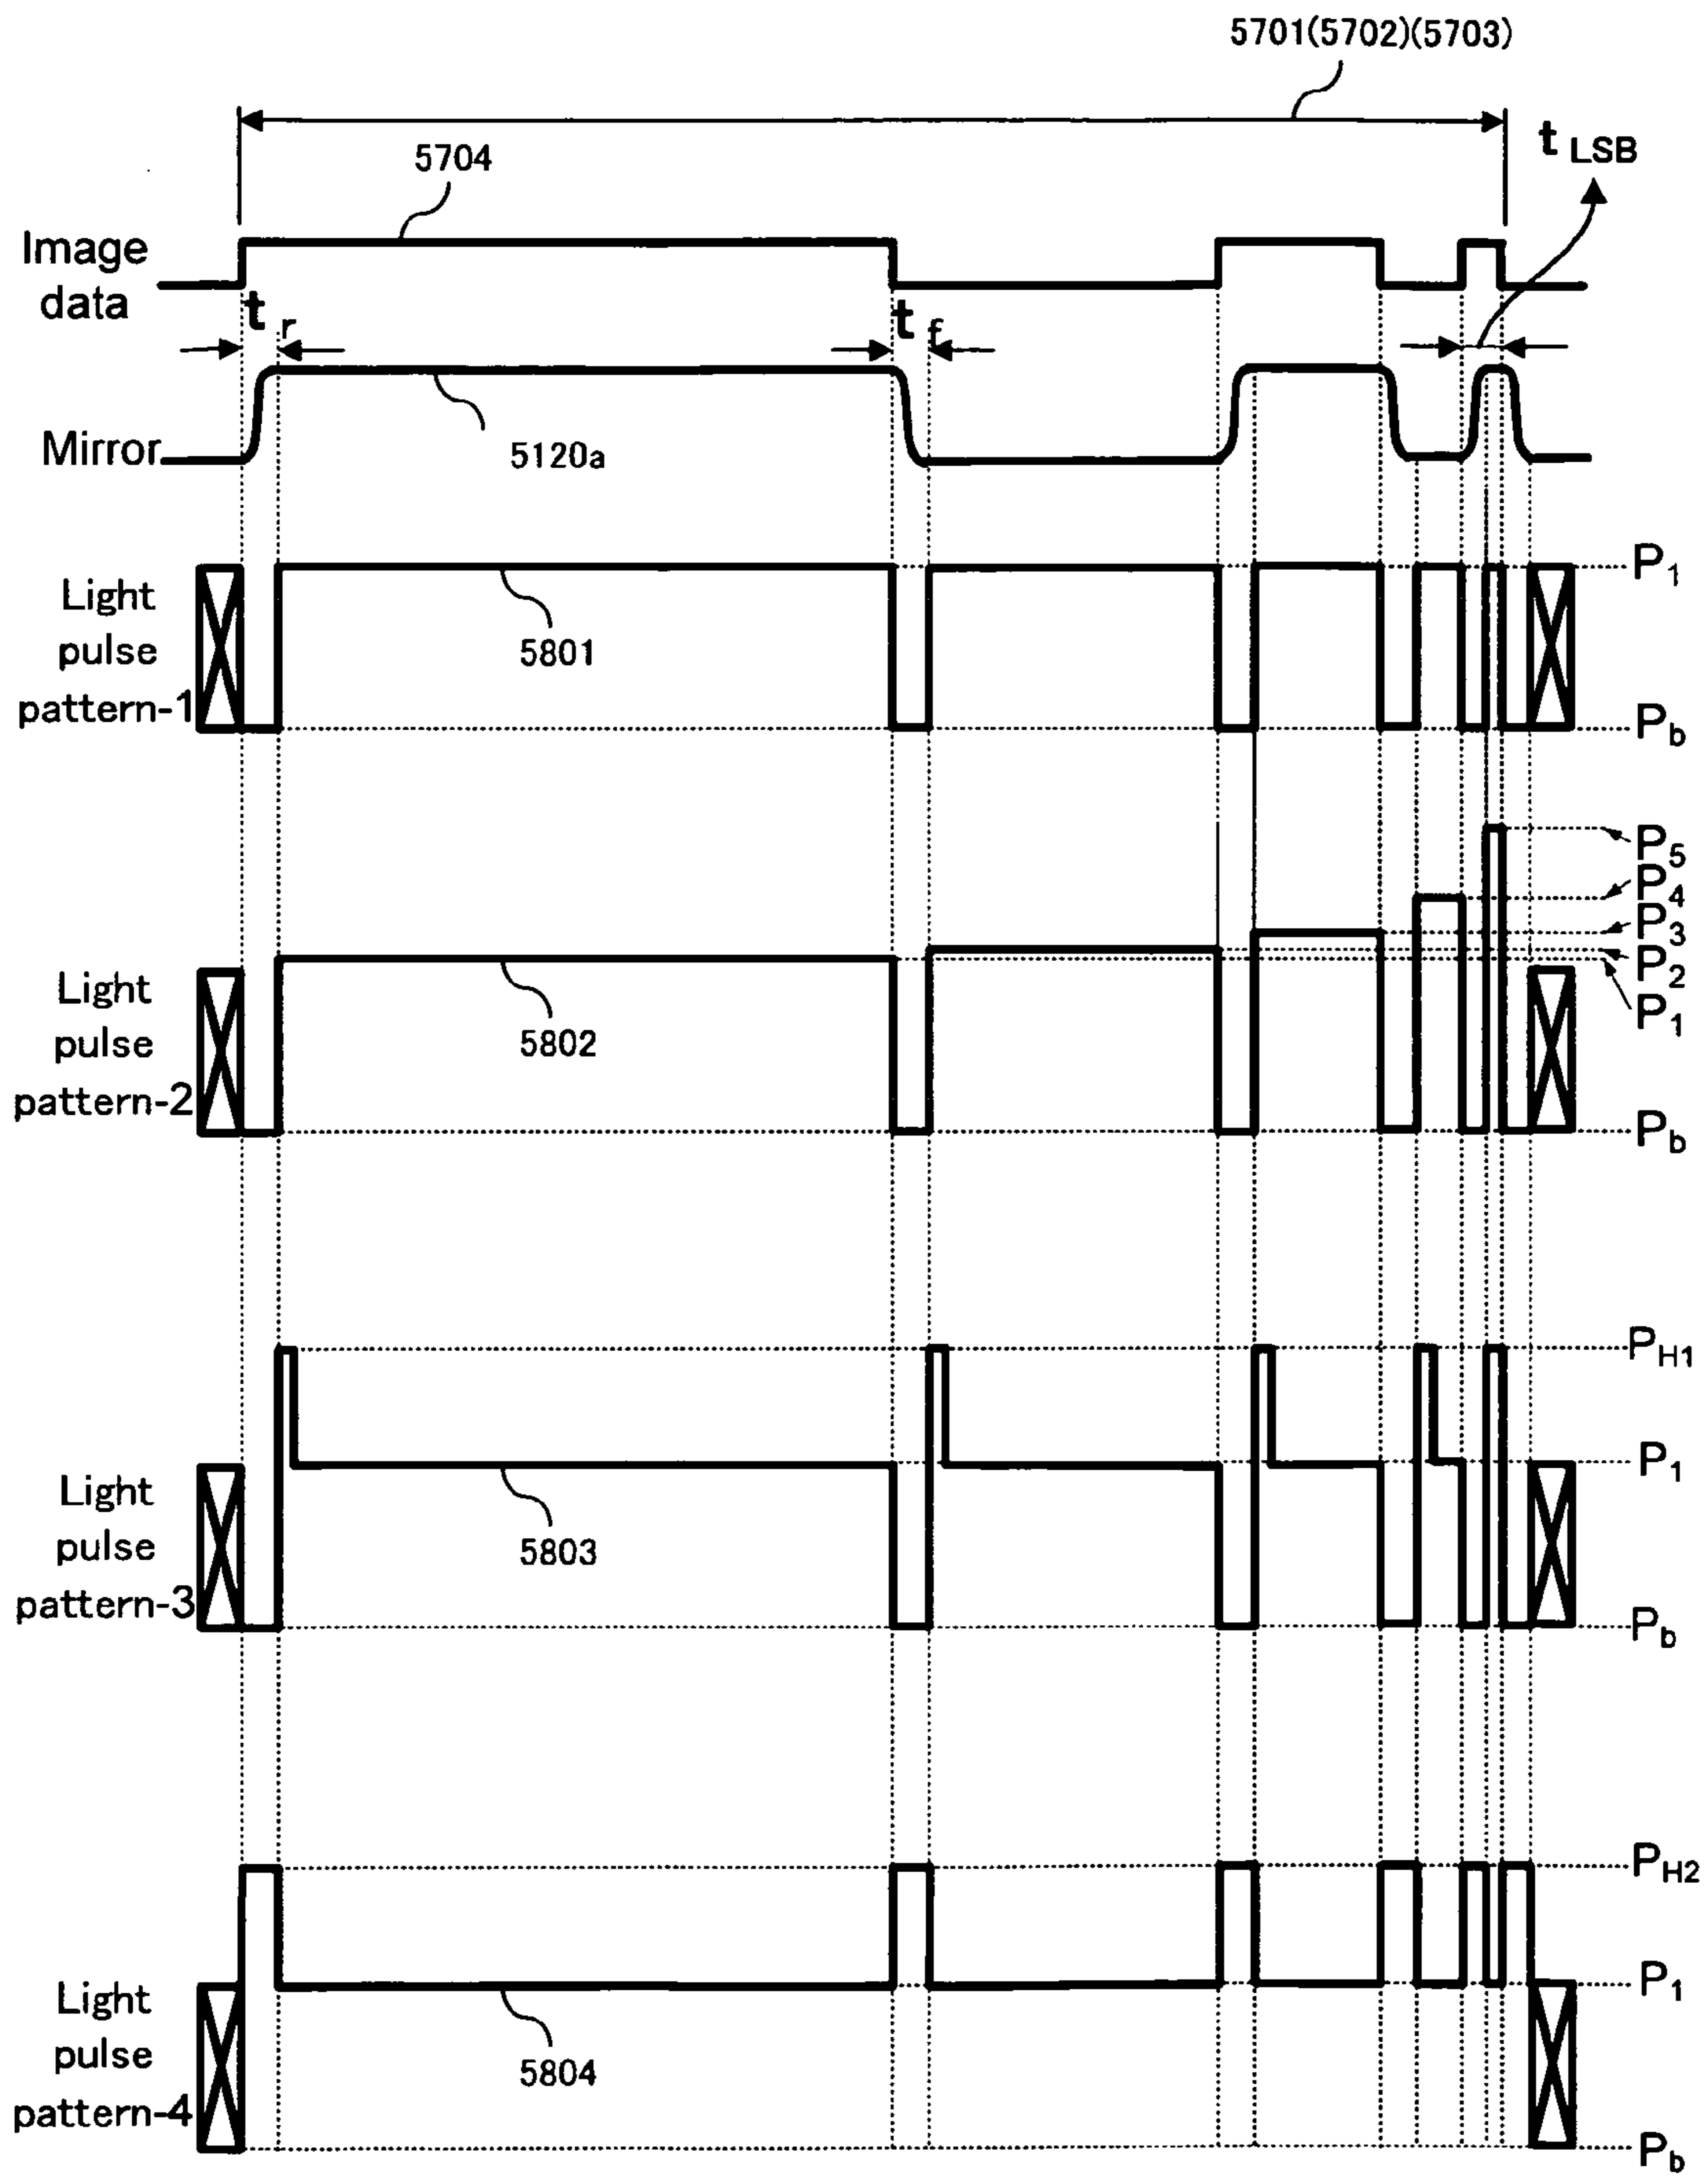 5701(5702)(5703)
t LSB
5704
Image
data
t r
t f
Mirror
5120a
Light
pulse
pattern-1
5801
P1
Pb
P5
P4
P3
P2
P1
Light
pulse
pattern-2
5802
Pb
PH1
P1
Light
pulse
pattern-3
5803
Pb
PH2
P1
Light
pulse
pattern-4
5804
Pb